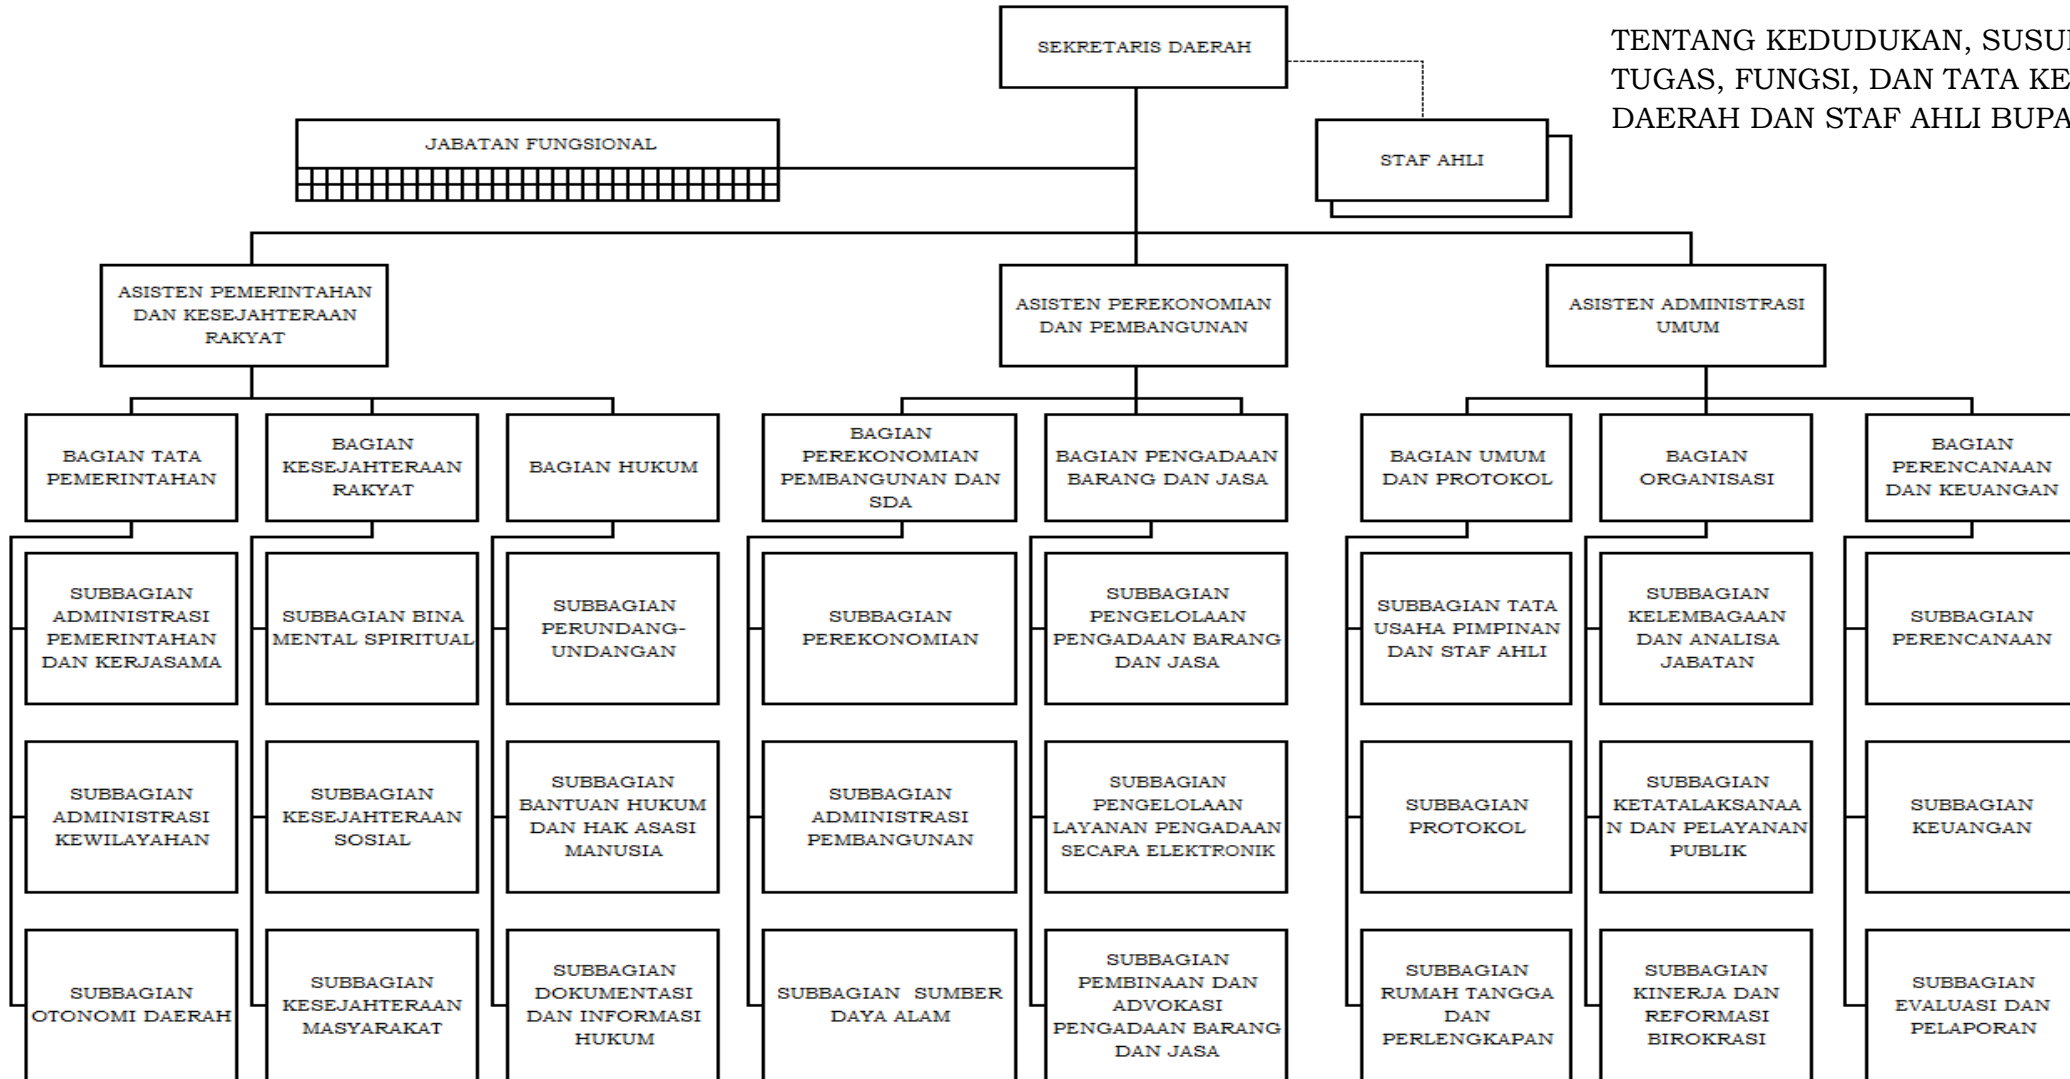 SEKRETARIS DAERAH
TENTANG KEDUDUKAN,
TUGAS, FUNGSI, DAN TATA
DAERAH DAN STAF AHLI
JABATAN FUNGSIONAL
STAF AHLI
ASISTEN PEMERINTAHAN
DAN KESEJAHTERAAN
RAKYAT
ASISTEN PEREKONOMIAN
DAN PEMBANGUNAN
ASISTEN ADMINISTRASI
UMUM
BAGIAN TATA
PEMERINTAHAN
BAGIAN
KESEJAHTERAAN
RAKYAT
BAGIAN HUKUM
BAGIAN
PEREKONOMIAN
PEMBANGUNAN DAN
SDA
BAGIAN PENGADAAN
BARANG DAN JASA
BAGIAN UMUM
DAN PROTOKOL
BAGIAN
ORGANISASI
BAGIAN
PERENCANAAN
DAN KEUANGAN
SUBBAGIAN
ADMINISTRASI
PEMERINTAHAN
DAN KERJASAMA
SUBBAGIAN BINA
MENTAL SPIRITUAL
SUBBAGIAN
PERUNDANG-
UNDANGAN
SUBBAGIAN
PEREKONOMIAN
SUBBAGIAN
PENGELOLAAN
PENGADAAN BARANG
DAN JASA
SUBBAGIAN TATA
USAHA PIMPINAN
DAN STAF AHLI
SUBBAGIAN
KELEMBAGAAN
DAN ANALISA
JABATAN
SUBBAGIAN
PERENCANAAN
SUBBAGIAN
ADMINISTRASI
KEWILAYAHAN
SUBBAGIAN
KESEJAHTERAAN
SOSIAL
SUBBAGIAN
BANTUAN HUKUM
DAN HAK ASASI
MANUSIA
SUBBAGIAN
ADMINISTRASI
PEMBANGUNAN
SUBBAGIAN
PENGELOLAAN
LAYANAN PENGADAAN
SECARA ELEKTRONIK
SUBBAGIAN
PROTOKOL
SUBBAGIAN
KETATALAKSANAA
N DAN PELAYANAN
PUBLIK
SUBBAGIAN
KEUANGAN
SUBBAGIAN
OTONOMI DAERAH
SUBBAGIAN
KESEJAHTERAAN
MASYARAKAT
SUBBAGIAN
DOKUMENTASI
DAN INFORMASI
HUKUM
SUBBAGIAN SUMBER
DAYA ALAM
SUBBAGIAN
PEMBINAAN DAN
ADVOKASI
PENGADAAN BARANG
DAN JASA
SUBBAGIAN
RUMAH TANGGA
DAN
PERLENGKAPAN
SUBBAGIAN
KINERJA DAN
REFORMASI
BIROKRASI
SUBBAGIAN
EVALUASI DAN
PELAPORAN